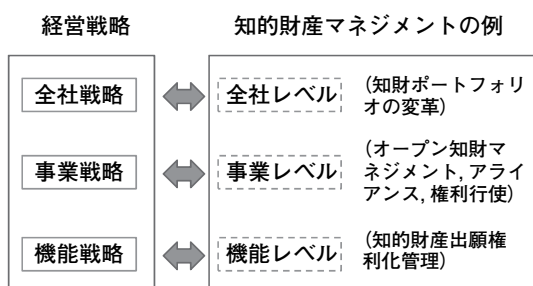 経営戦略
知的財産マネジメントの例
全社戦略
全社レベル
(知財ポートフォリ
オの変革)
事業戦略
事業レベル
(オープン知財マ
ネジメント, アライ
アンス, 権利行使)
機能戦略
機能レベル
(知的財産出願権
利化管理)